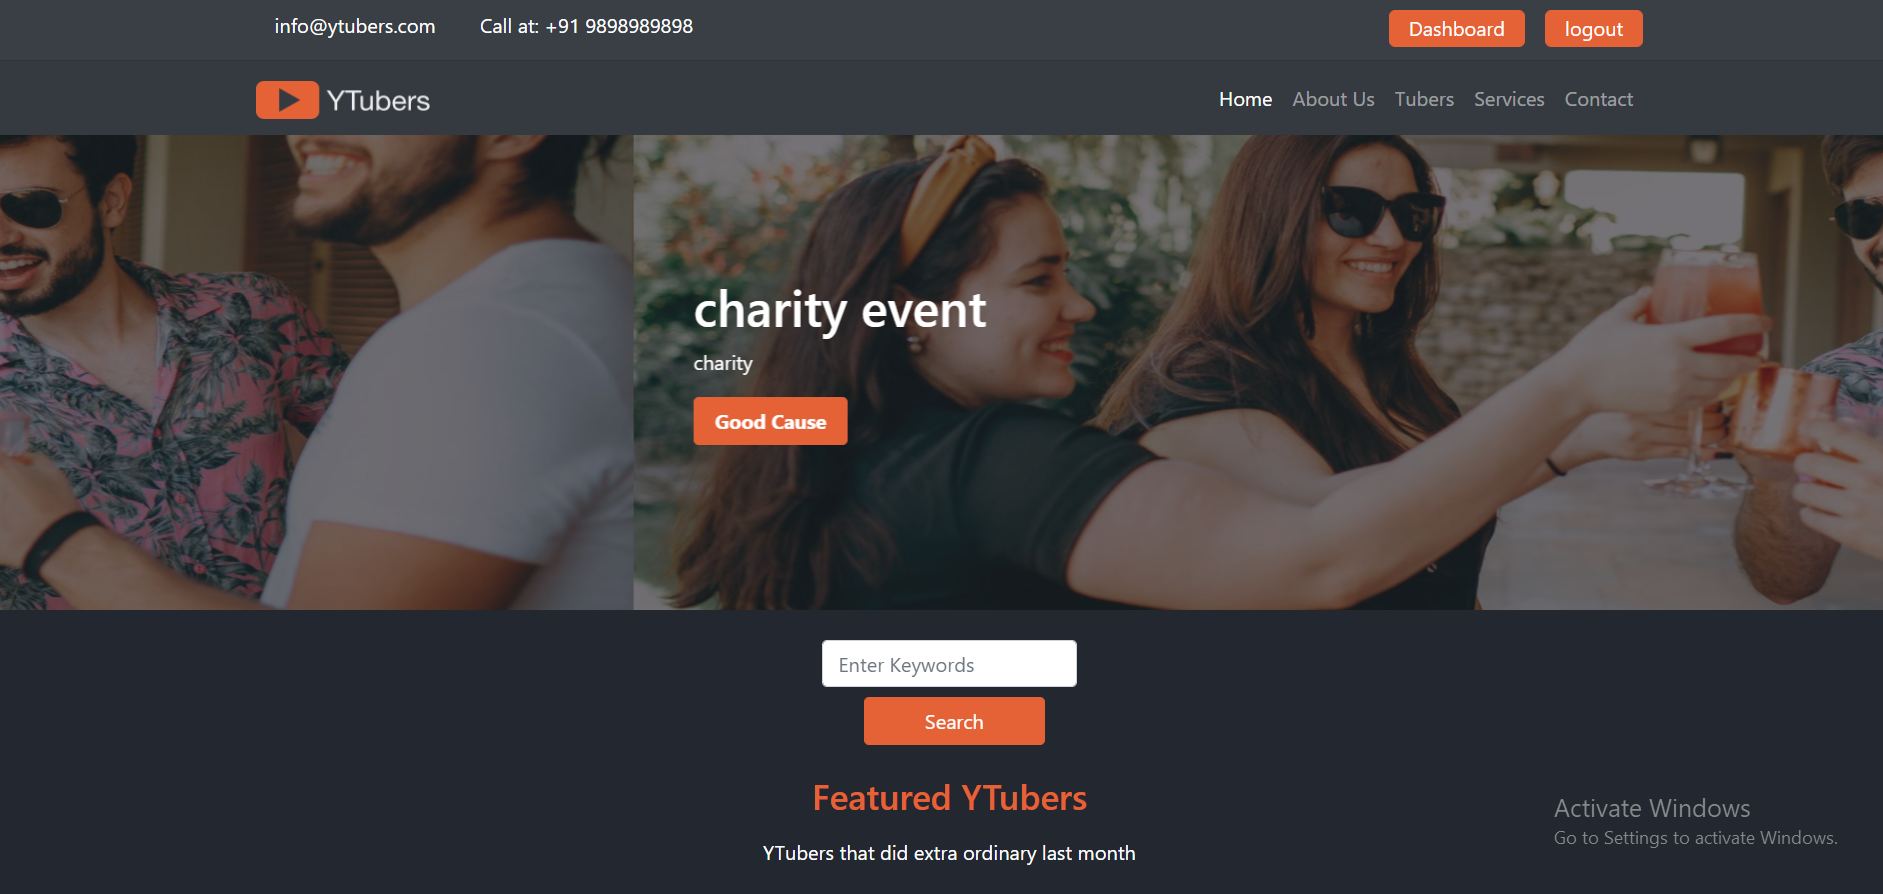 info@ytubers.com Call at: +91 9898989898 Dashboard logout
YTubers Home About Us Tubers Services Contact
charity event
charity
Good Cause
Enter Keywords
Search
Featured YTubers
YTubers that did extra ordinary last month
Activate Windows
Go to Settings to activate Windows.